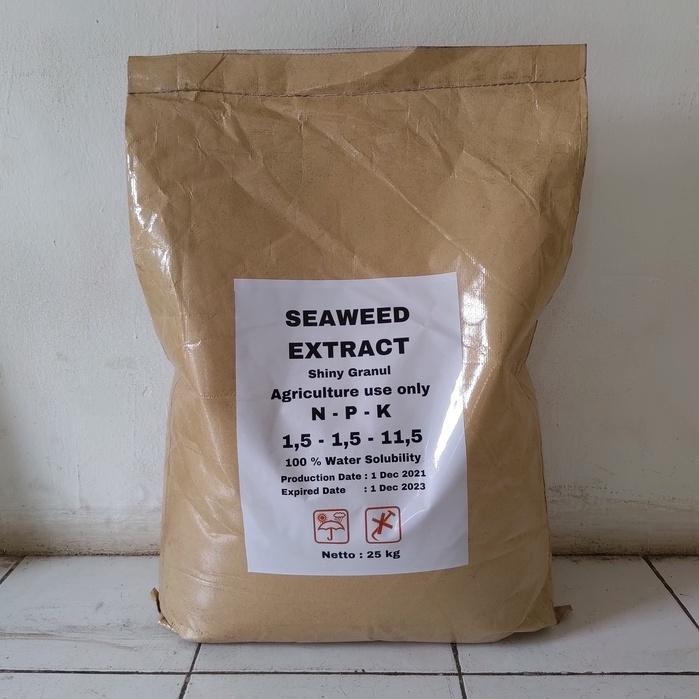 SEAWEED
EXTRACT
Shiny Granul
Agriculture use only
N - P - K
1,5 - 1,5 - 11,5
100 % Water Solubility
Production Date : 1 Dec 2021
Expired Date : 1 Dec 2023
Netto : 25 kg